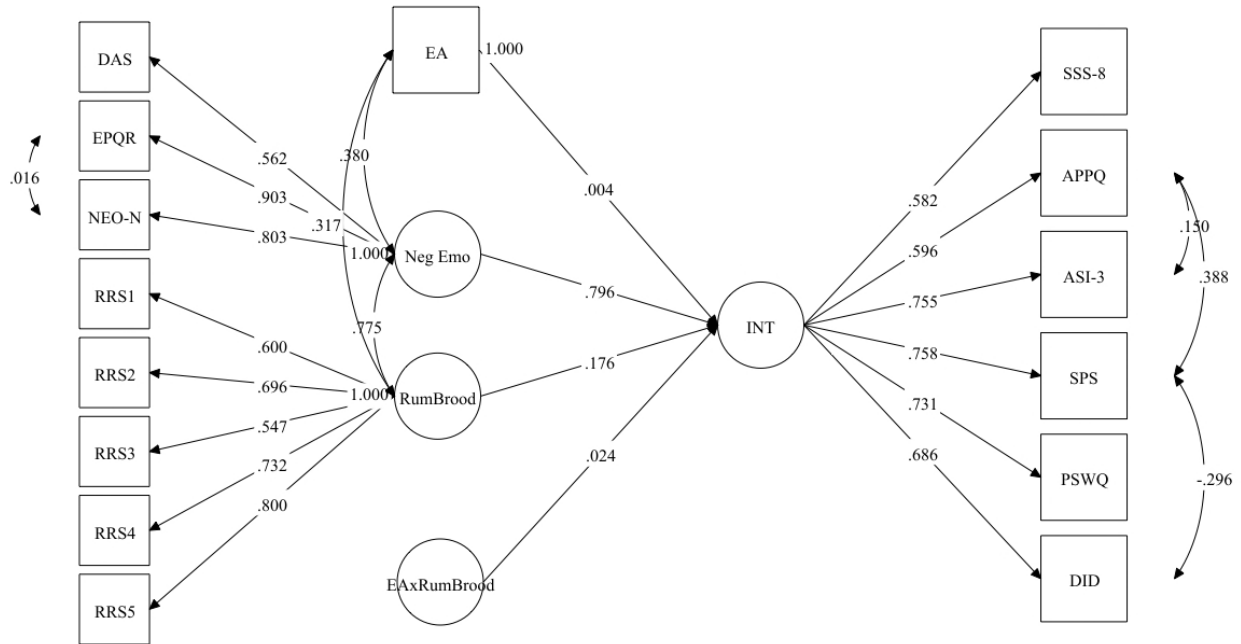 DAS
EPQR
NEO-N
RRS1
RRS2
RRS3
RRS4
RRS5
.016
.562
.903
.803
.600
.696
.547
.732
.800
EA
1.000
.380
.317
1.000
Neg Emo
.775
1.000
RumBrood
EAxRumBrood
.004
.796
.176
.024
INT
.582
.596
.755
.758
.731
.686
SSS-8
APPQ
ASI-3
SPS
PSWQ
DID
.150
.388
-.296